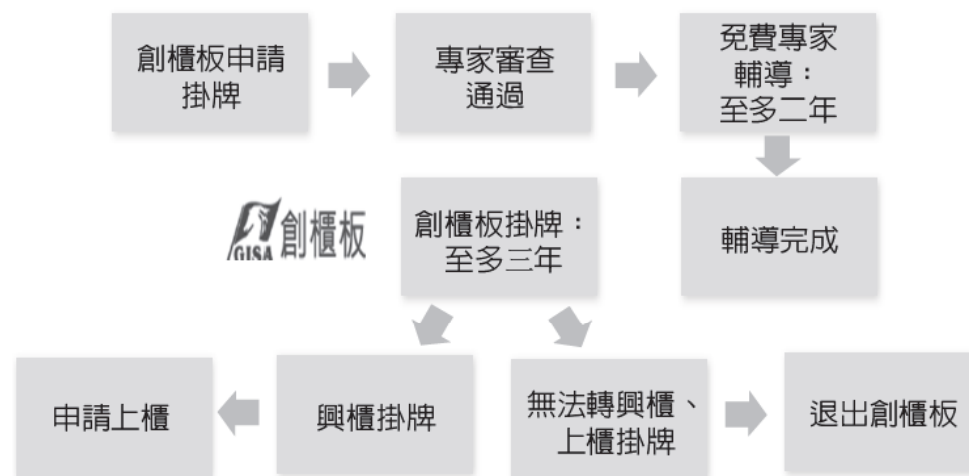 創櫃板申請
掛牌
專家審查
通過
免費專家
輔導：
至多二年
輔導完成
創櫃板掛牌：
至多三年
GISA 創櫃板
申請上櫃
興櫃掛牌
無法轉興櫃、
上櫃掛牌
退出創櫃板